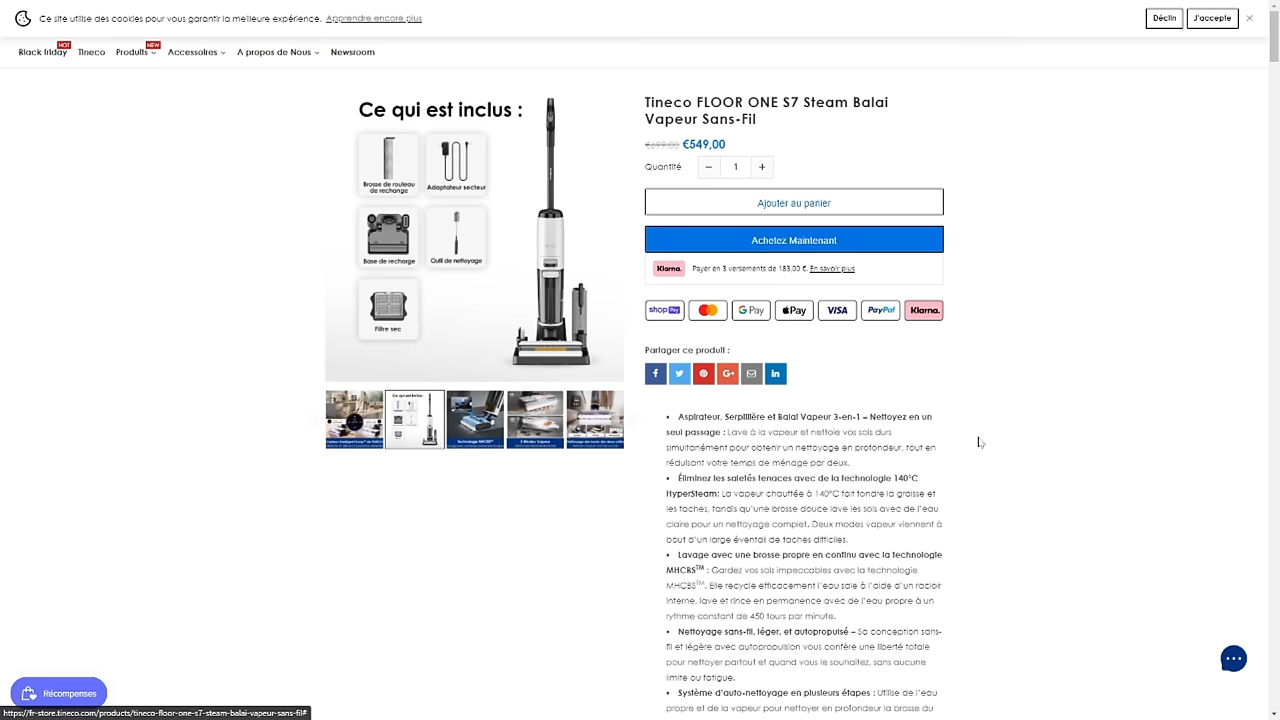 Ce site utilise des cookies pour vous garantir la meilleure expérience. Apprendre encore plus
Déclin
J'accepte
Black friday HOT
Tineco
Produits NEW
Accessoires
A propos de Nous
Newsroom
Ce qui est inclus :
Brosse de rouleau
de rechange
Adaptateur secteur
Base de recharge
Outil de nettoyage
Filtre sec
Technologie MHCBS™
2 Modes Vapeur
Tineco FLOOR ONE S7 Steam Balai
Vapeur Sans-Fil
€699,00 €549,00
Quantité − 1 +
Ajouter au panier
Achetez Maintenant
Klarna. Payer en 3 versements de 183,00 €. En savoir plus
shop Pay
G Pay
Apple Pay
VISA
PayPal
Klarna.
Partager ce produit :
• Aspirateur, Serpillière et Balai Vapeur 3-en-1 – Nettoyez en un
seul passage : Lave à la vapeur et nettoie vos sols durs
simultanément pour obtenir un nettoyage en profondeur, tout en
réduisant votre temps de ménage par deux.
• Éliminez les saletés tenaces avec de la technologie 140°C
HyperSteam: La vapeur chauffée à 140°C fait fondre la graisse et
les taches, tandis qu'une brosse douce lave les sols avec de l'eau
claire pour un nettoyage complet. Deux modes vapeur viennent à
bout d'un large éventail de taches difficiles.
• Lavage avec une brosse propre en continu avec la technologie
MHCBS™ : Gardez vos sols impeccables avec la technologie
MHCBS™. Elle recycle efficacement l'eau sale à l'aide d'un racloir
interne, lave et rince en permanence avec de l'eau propre à un
rythme constant de 450 tours par minute.
• Nettoyage sans-fil, léger, et autopropulsé – Sa conception sans-
fil et légère avec autopropulsion vous confère une liberté totale
pour nettoyer partout et quand vous le souhaitez, sans aucune
limite ou fatigue.
• Système d'auto-nettoyage en plusieurs étapes : Utilise de l'eau
propre et de la vapeur pour nettoyer en profondeur la brosse du
Récompenses
https://fr-store.tineco.com/products/tineco-floor-one-s7-steam-balai-vapeur-sans-fil#